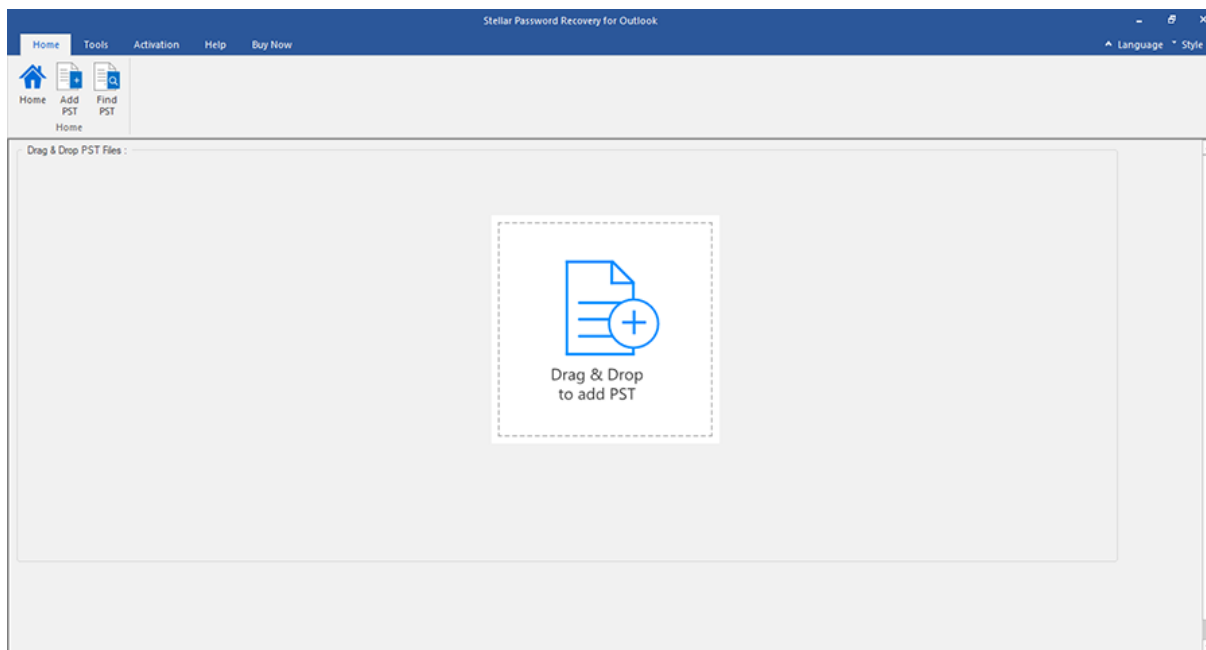 Stellar Password Recovery for Outlook
Home Tools Activation Help Buy Now Language Style
Home Add PST Find PST
Home
Drag & Drop PST Files :
Drag & Drop
to add PST